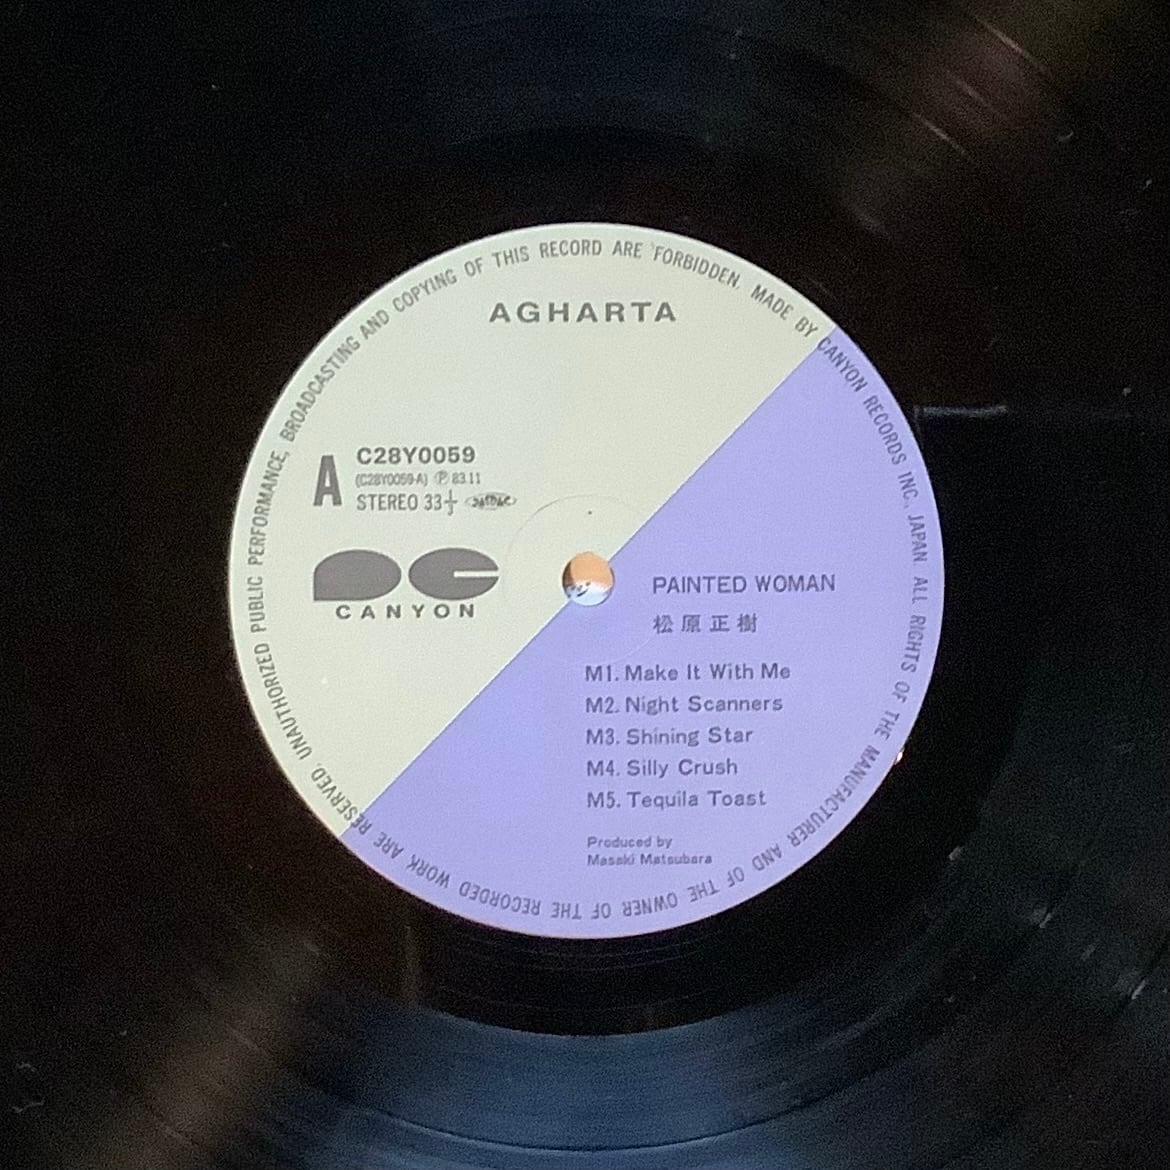 AGHARTA
A
C28Y0059
(C28Y0059-A) Ⓟ 83.11
STEREO 33 1/3
CANYON
PAINTED WOMAN
松原正樹
M1. Make It With Me
M2. Night Scanners
M3. Shining Star
M4. Silly Crush
M5. Tequila Toast
Produced by
Masaki Matsubara
MADE BY CANYON RECORDS INC., JAPAN. ALL RIGHTS OF THE MANUFACTURER AND OF THE OWNER OF THE RECORDED WORK ARE RESERVED. UNAUTHORIZED PUBLIC PERFORMANCE, BROADCASTING AND COPYING OF THIS RECORD ARE FORBIDDEN.